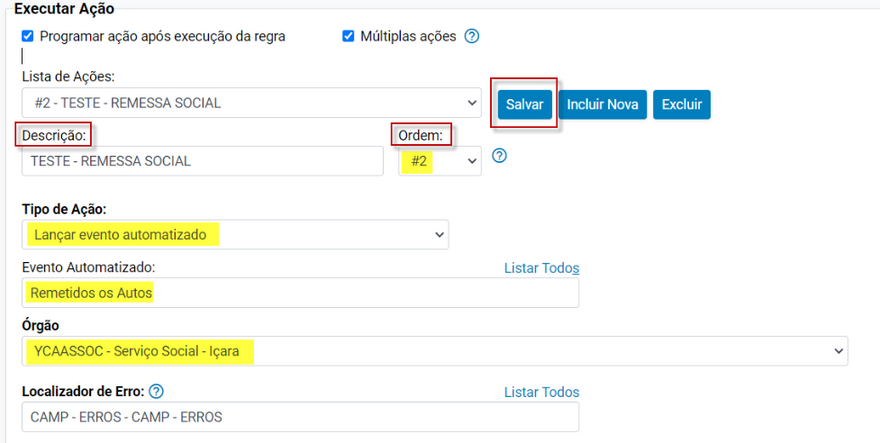 Executar Ação
Programar ação após execução da regra Múltiplas ações ?
Lista de Ações:
#2 - TESTE - REMESSA SOCIAL Salvar Incluir Nova Excluir
Descrição: Ordem:
TESTE - REMESSA SOCIAL #2 ?
Tipo de Ação:
Lançar evento automatizado
Evento Automatizado: Listar Todos
Remetidos os Autos
Órgão
YCAASSOC - Serviço Social - Içara
Localizador de Erro: ? Listar Todos
CAMP - ERROS - CAMP - ERROS